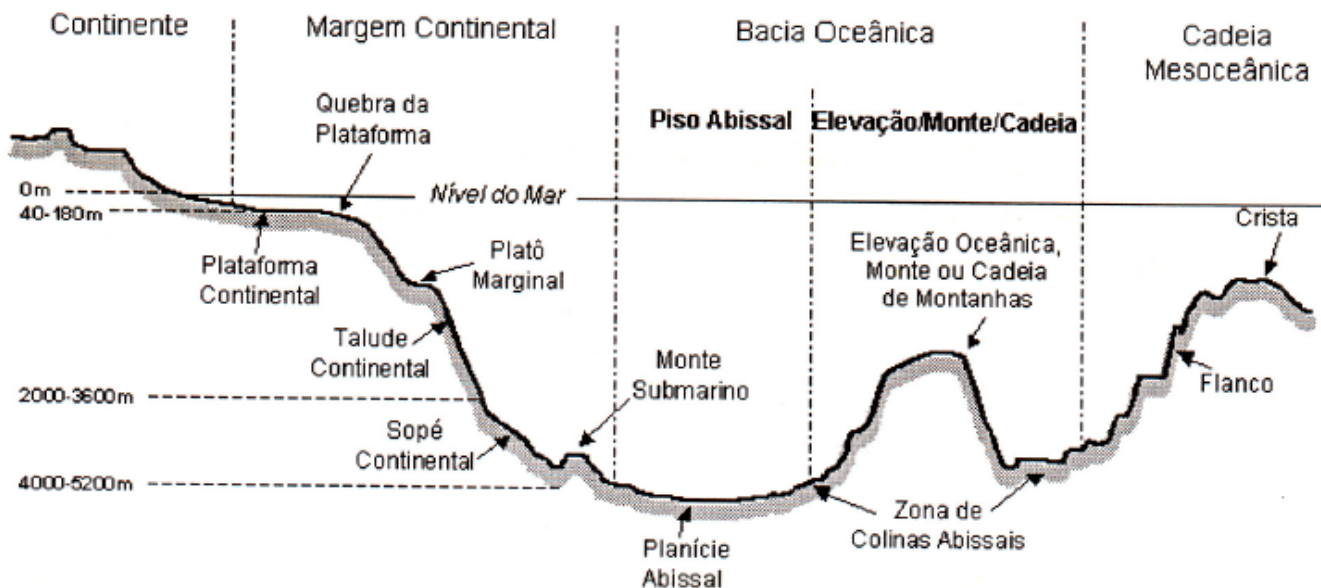 Continente
Margem Continental
Bacia Oceânica
Cadeia
Mesoceânica
Quebra da
Plataforma
Piso Abissal
Elevação/Monte/Cadeia
0m
Nível do Mar
40-180m
Crista
Plataforma
Continental
Platô
Marginal
Elevação Oceânica,
Monte ou Cadeia
de Montanhas
Talude
Continental
Monte
Submarino
Flanco
2000-3600m
Sopé
Continental
4000-5200m
Zona de
Colinas Abissais
Planície
Abissal